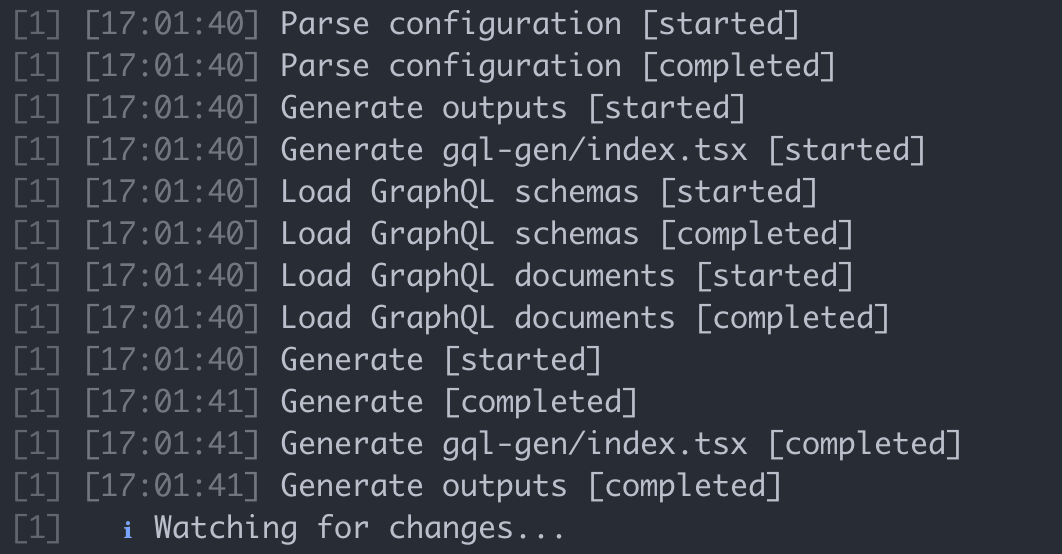 [1] [17:01:40] Parse configuration [started]
[1] [17:01:40] Parse configuration [completed]
[1] [17:01:40] Generate outputs [started]
[1] [17:01:40] Generate gql-gen/index.tsx [started]
[1] [17:01:40] Load GraphQL schemas [started]
[1] [17:01:40] Load GraphQL schemas [completed]
[1] [17:01:40] Load GraphQL documents [started]
[1] [17:01:40] Load GraphQL documents [completed]
[1] [17:01:40] Generate [started]
[1] [17:01:41] Generate [completed]
[1] [17:01:41] Generate gql-gen/index.tsx [completed]
[1] [17:01:41] Generate outputs [completed]
[1] ℹ Watching for changes...